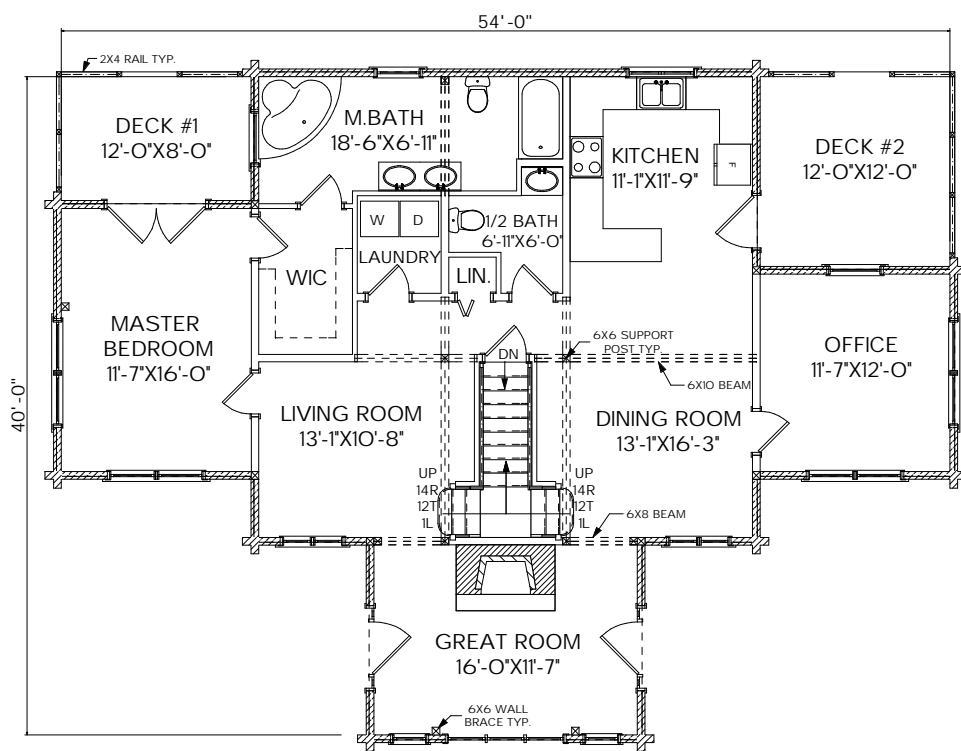 54'-0"
2X4 RAIL TYP.
DECK #1
12'-0"X8'-0"
M.BATH
18'-6"X6'-11"
KITCHEN
11'-1"X11'-9"
F
DECK #2
12'-0"X12'-0"
W
D
LAUNDRY
1/2 BATH
6'-11"X6'-0"
LIN.
WIC
MASTER
BEDROOM
11'-7"X16'-0"
DN
6X6 SUPPORT
POST TYP.
6X10 BEAM
OFFICE
11'-7"X12'-0"
40'-0"
LIVING ROOM
13'-1"X10'-8"
DINING ROOM
13'-1"X16'-3"
UP
14R
12T
1L
UP
14R
12T
1L
6X8 BEAM
GREAT ROOM
16'-0"X11'-7"
6X6 WALL
BRACE TYP.